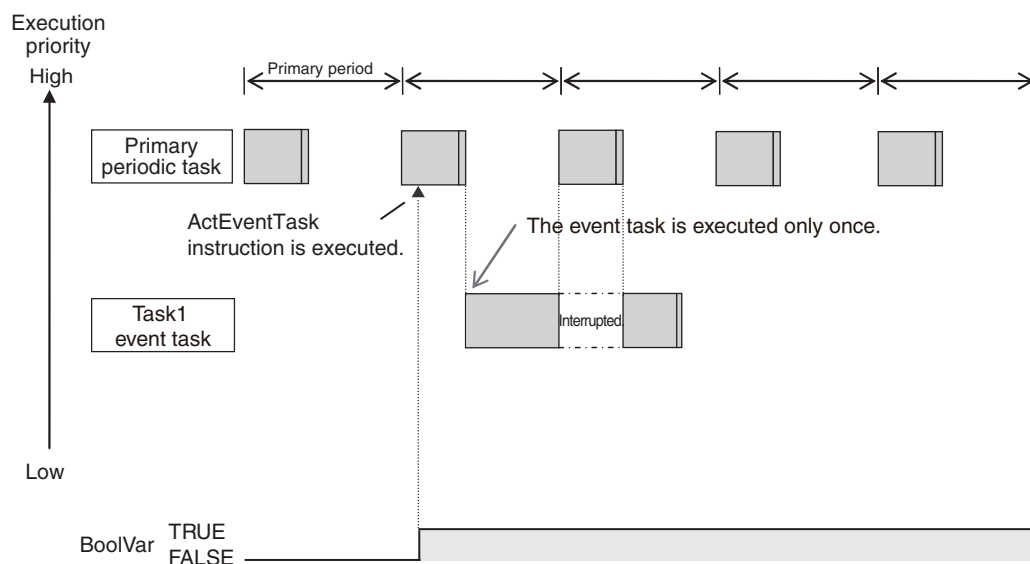 Execution
priority
High
Primary period
Primary
periodic task
ActEventTask
instruction is executed.
The event task is executed only once.
Task1
event task
Interrupted.
Low
BoolVar
TRUE
FALSE